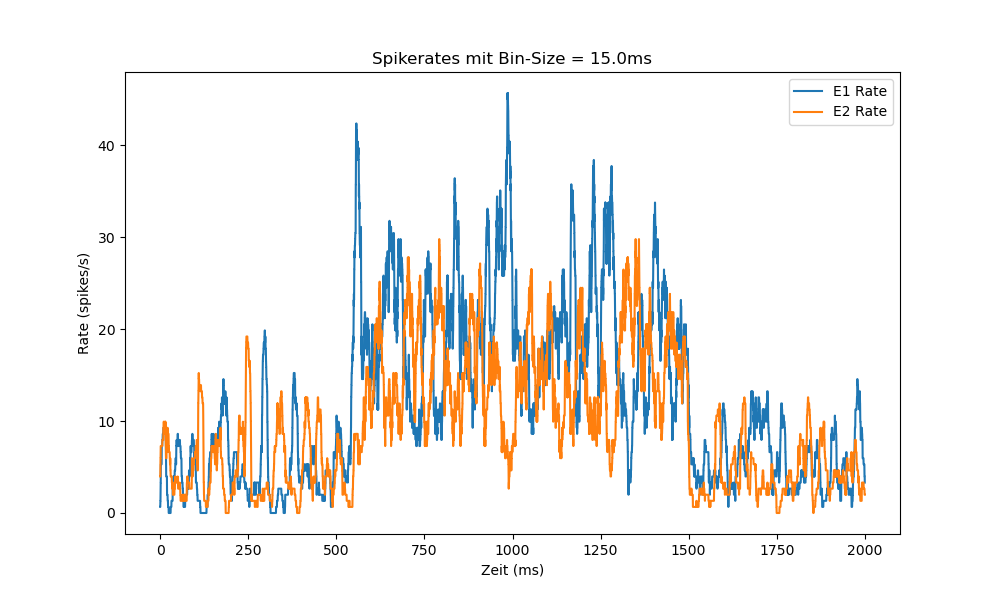 Spikerates mit Bin-Size = 15.0ms
E1 Rate
E2 Rate
Rate (spikes/s)
40
30
20
10
0
0 250 500 750 1000 1250 1500 1750 2000
Zeit (ms)